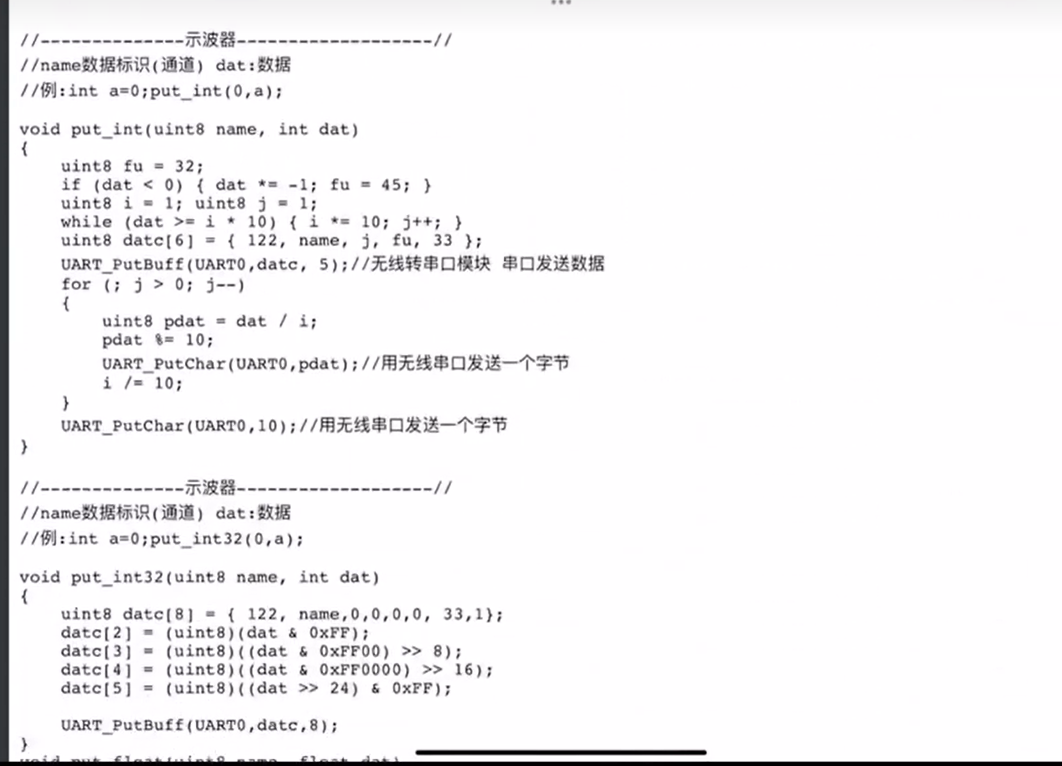 //--------------示波器-------------------//
//name数据标识(通道) dat:数据
//例:int a=0;put_int(0,a);
void put_int(uint8 name, int dat)
{
    uint8 fu = 32;
    if (dat < 0) { dat *= -1; fu = 45; }
    uint8 i = 1; uint8 j = 1;
    while (dat >= i * 10) { i *= 10; j++; }
    uint8 datc[6] = { 122, name, j, fu, 33 };
    UART_PutBuff(UART0,datc, 5);//无线转串口模块 串口发送数据
    for (; j > 0; j--)
    {
        uint8 pdat = dat / i;
        pdat %= 10;
        UART_PutChar(UART0,pdat);//用无线串口发送一个字节
        i /= 10;
    }
    UART_PutChar(UART0,10);//用无线串口发送一个字节
}
//--------------示波器-------------------//
//name数据标识(通道) dat:数据
//例:int a=0;put_int32(0,a);
void put_int32(uint8 name, int dat)
{
    uint8 datc[8] = { 122, name,0,0,0,0, 33,1};
    datc[2] = (uint8)(dat & 0xFF);
    datc[3] = (uint8)((dat & 0xFF00) >> 8);
    datc[4] = (uint8)((dat & 0xFF0000) >> 16);
    datc[5] = (uint8)((dat >> 24) & 0xFF);
    UART_PutBuff(UART0,datc,8);
}
void put_float(uint8 name, float dat)